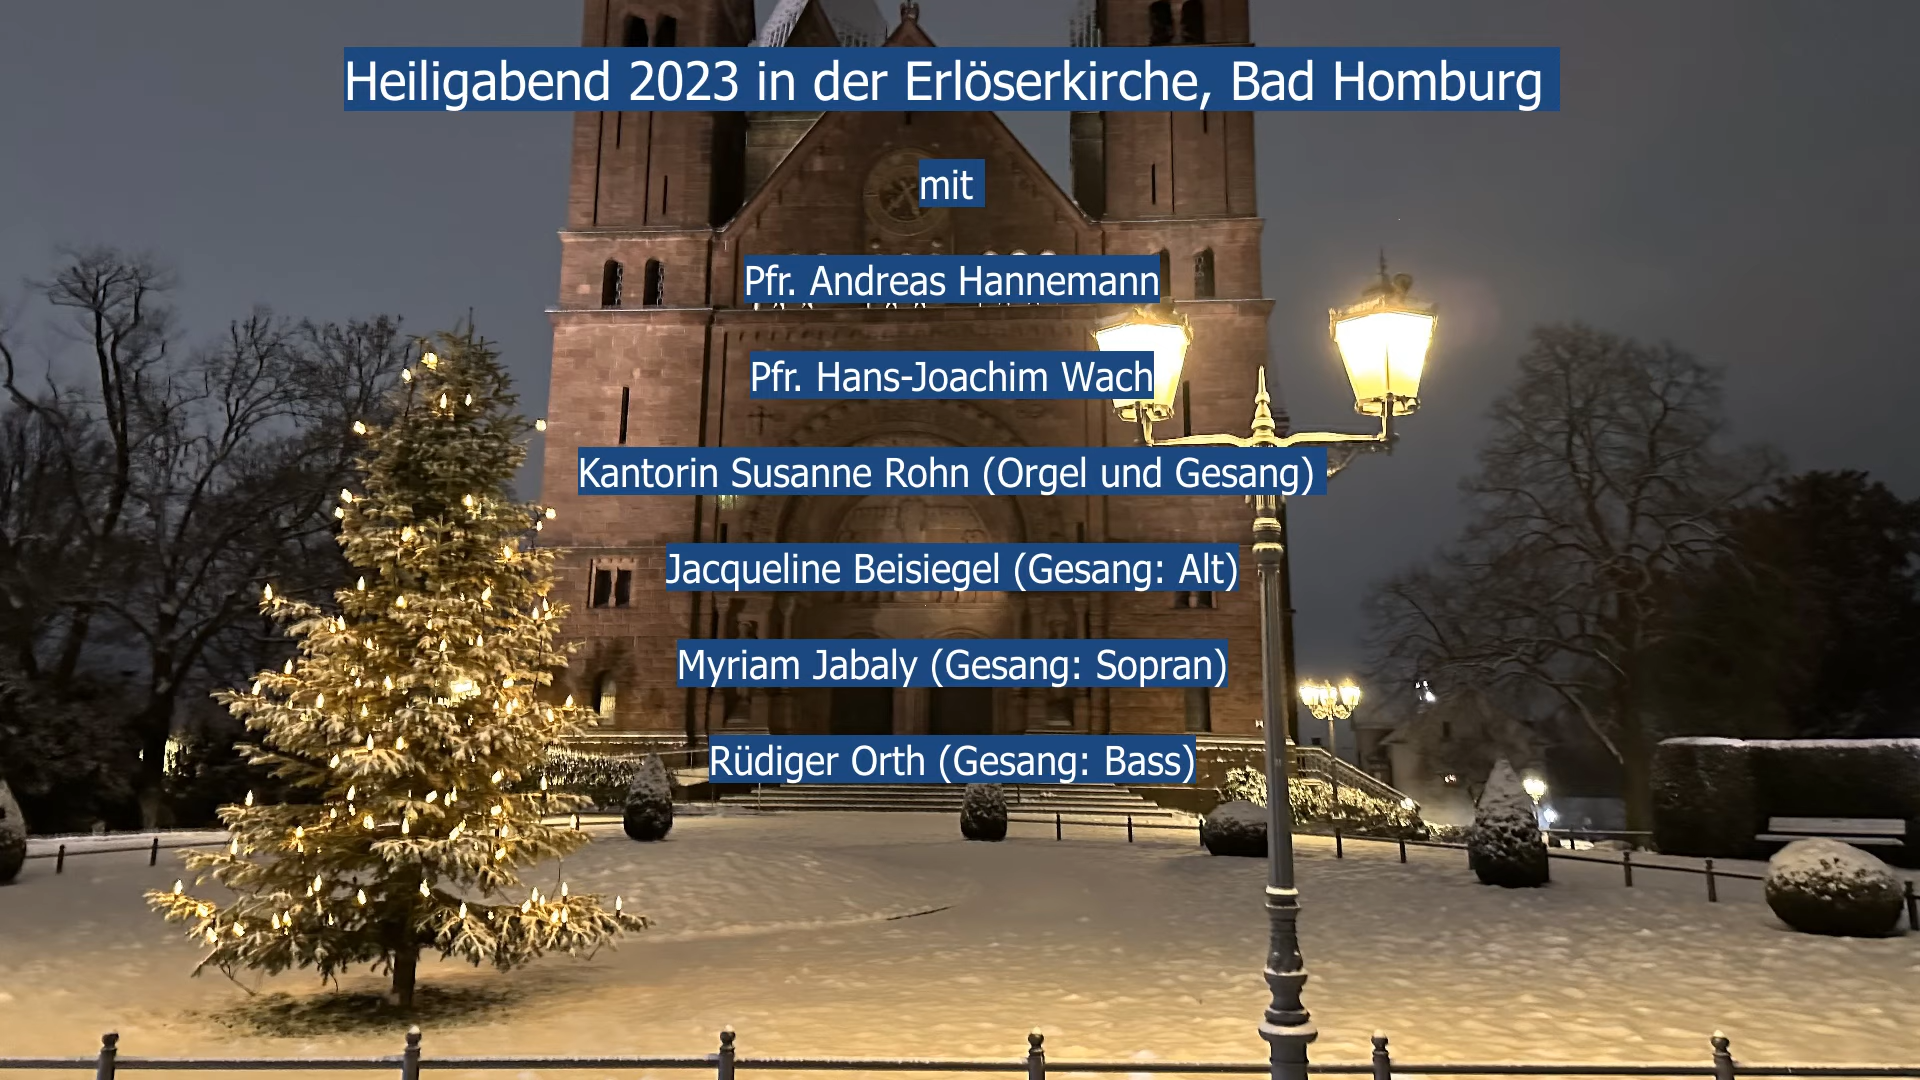 Heiligabend 2023 in der Erlöserkirche, Bad Homburg
mit
Pfr. Andreas Hannemann
Pfr. Hans-Joachim Wach
Kantorin Susanne Rohn (Orgel und Gesang)
Jacqueline Beisiegel (Gesang: Alt)
Myriam Jabaly (Gesang: Sopran)
Rüdiger Orth (Gesang: Bass)